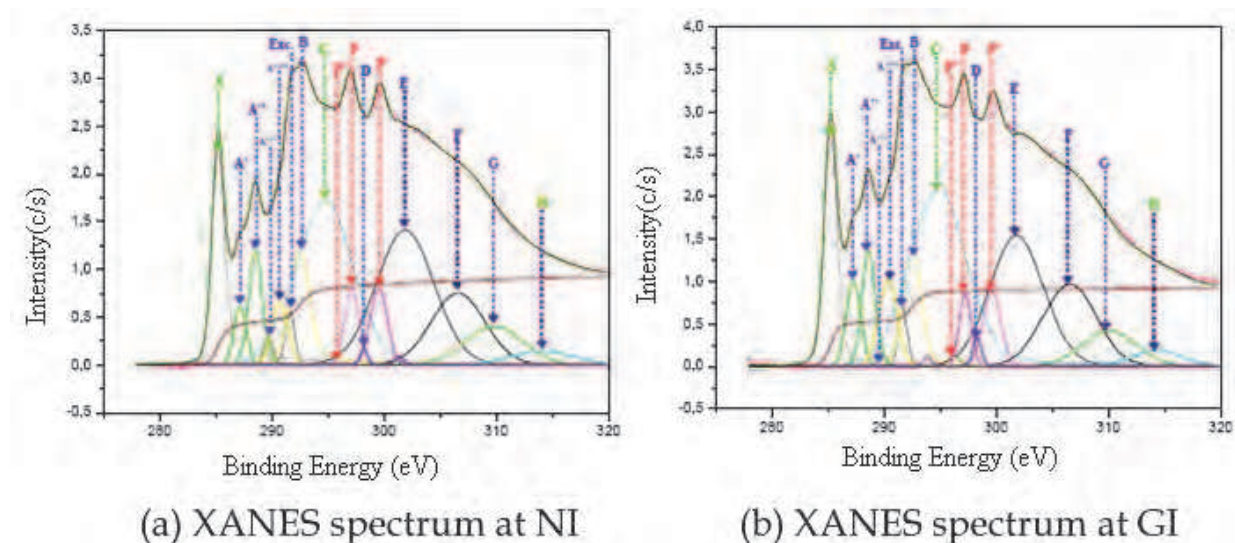 3,5
3,0
2,5
2,0
1,5
1,0
0,5
0,0
-0,5
Intensity(c/s)
Exc.
B
C
P
D
E
F
G
A'
A''
280 290 300 310 320
Binding Energy (eV)
(a) XANES spectrum at NI
4,0
3,5
3,0
2,5
2,0
1,5
1,0
0,5
0,0
-0,5
Intensity(c/s)
Exc.
B
C
P
D
E
F
G
A'
A''
280 290 300 310 320
Binding Energy (eV)
(b) XANES spectrum at GI